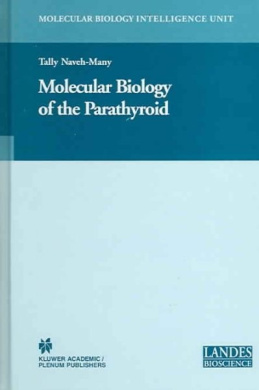 MOLECULAR BIOLOGY INTELLIGENCE UNIT
Tally Naveh-Many
Molecular Biology
of the Parathyroid
KLUWER ACADEMIC /
PLENUM PUBLISHERS
LANDES
BIOSCIENCE